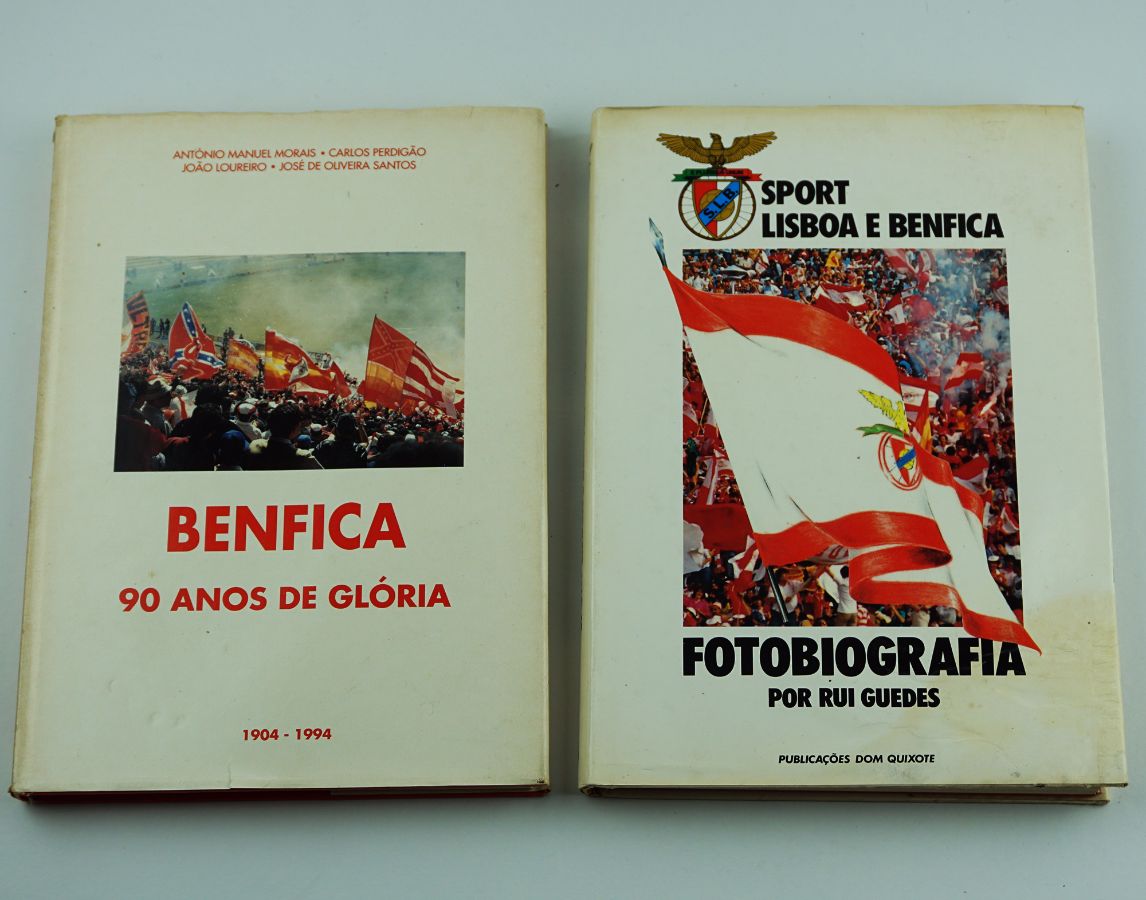 ANTÓNIO MANUEL MORAIS • CARLOS PERDIGÃO
JOÃO LOUREIRO • JOSÉ DE OLIVEIRA SANTOS
BENFICA
90 ANOS DE GLÓRIA
1904 - 1994
S.L.B.
SPORT
LISBOA E BENFICA
FOTOBIOGRAFIA
POR RUI GUEDES
PUBLICAÇÕES DOM QUIXOTE